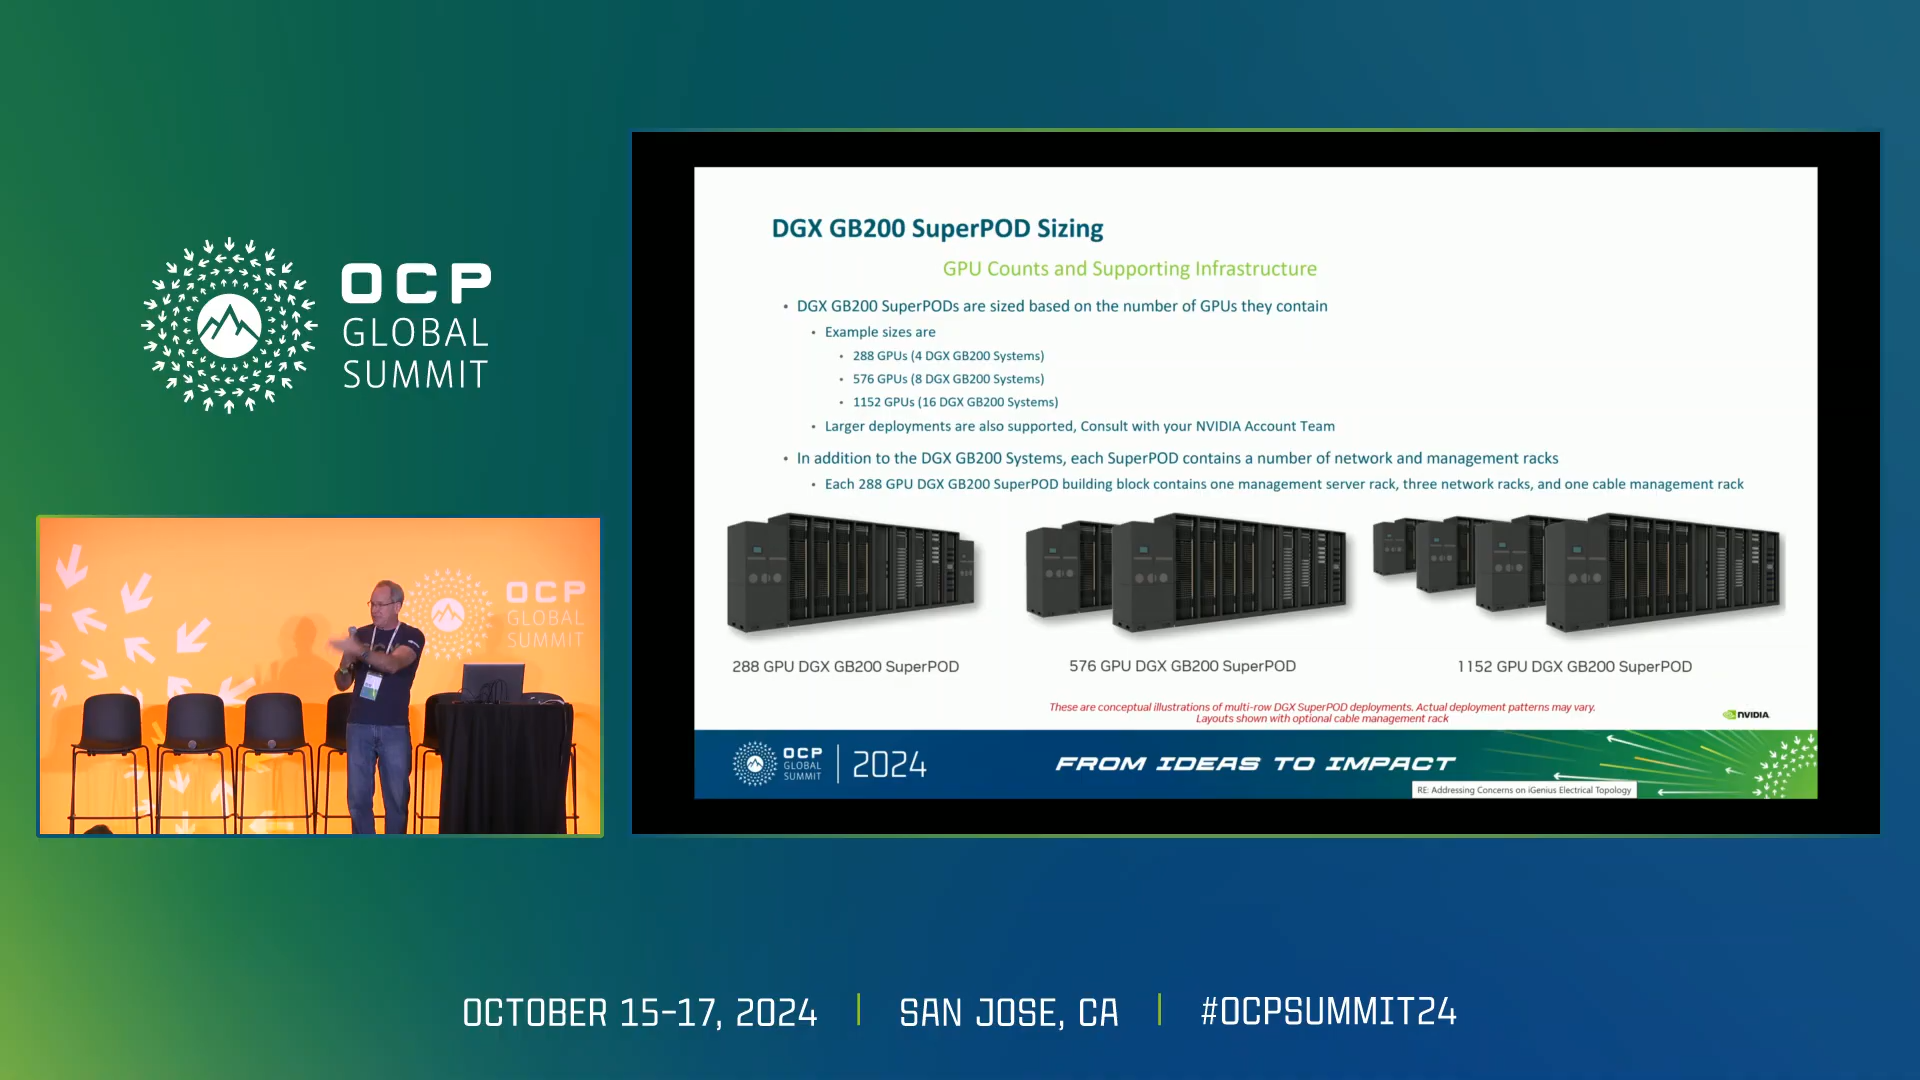 OCP
GLOBAL
SUMMIT
DGX GB200 SuperPOD Sizing
GPU Counts and Supporting Infrastructure
• DGX GB200 SuperPODs are sized based on the number of GPUs they contain
• Example sizes are
• 288 GPUs (4 DGX GB200 Systems)
• 576 GPUs (8 DGX GB200 Systems)
• 1152 GPUs (16 DGX GB200 Systems)
• Larger deployments are also supported, Consult with your NVIDIA Account Team
• In addition to the DGX GB200 Systems, each SuperPOD contains a number of network and management racks
• Each 288 GPU DGX GB200 SuperPOD building block contains one management server rack, three network racks, and one cable management rack
288 GPU DGX GB200 SuperPOD
576 GPU DGX GB200 SuperPOD
1152 GPU DGX GB200 SuperPOD
These are conceptual illustrations of multi-row DGX SuperPOD deployments. Actual deployment patterns may vary.
Layouts shown with optional cable management rack
NVIDIA
OCP
GLOBAL
SUMMIT
2024
FROM IDEAS TO IMPACT
RE: Addressing Concerns on iGenius Electrical Topology
OCP
GLOBAL
SUMMIT
OCTOBER 15-17, 2024 | SAN JOSE, CA | #OCPSUMMIT24